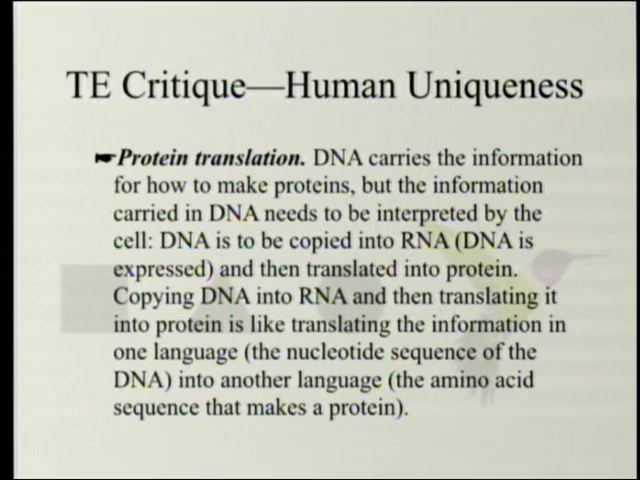 TE Critique—Human Uniqueness
☛Protein translation. DNA carries the information
for how to make proteins, but the information
carried in DNA needs to be interpreted by the
cell: DNA is to be copied into RNA (DNA is
expressed) and then translated into protein.
Copying DNA into RNA and then translating it
into protein is like translating the information in
one language (the nucleotide sequence of the
DNA) into another language (the amino acid
sequence that makes a protein).